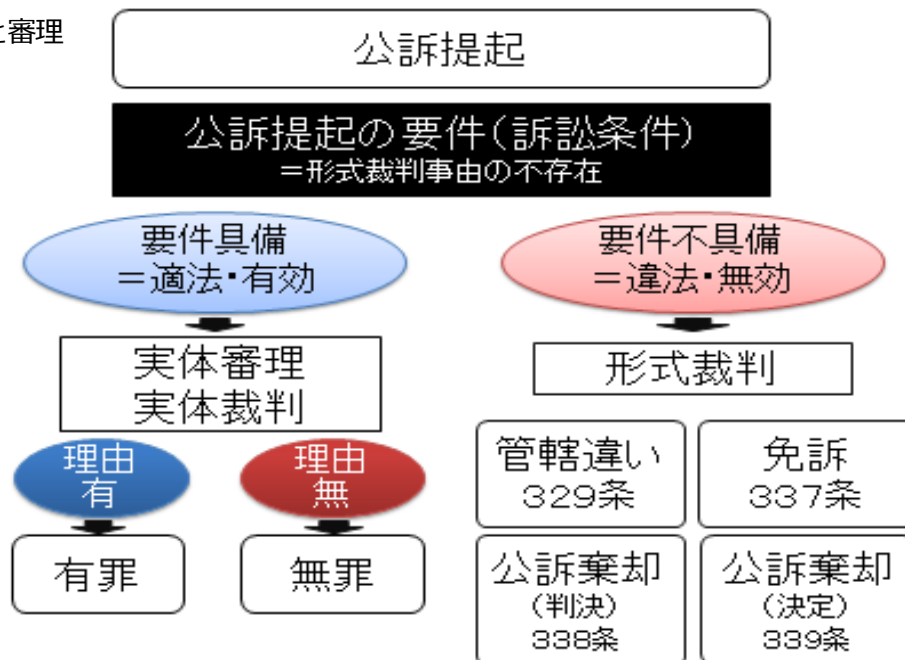 と審理
公訴提起
公訴提起の要件(訴訟条件)
＝形式裁判事由の不存在
要件具備
＝適法・有効
要件不具備
＝違法・無効
実体審理
実体裁判
形式裁判
理由
有
理由
無
有罪
無罪
管轄違い
329条
免訴
337条
公訴棄却
(判決)
338条
公訴棄却
(決定)
339条